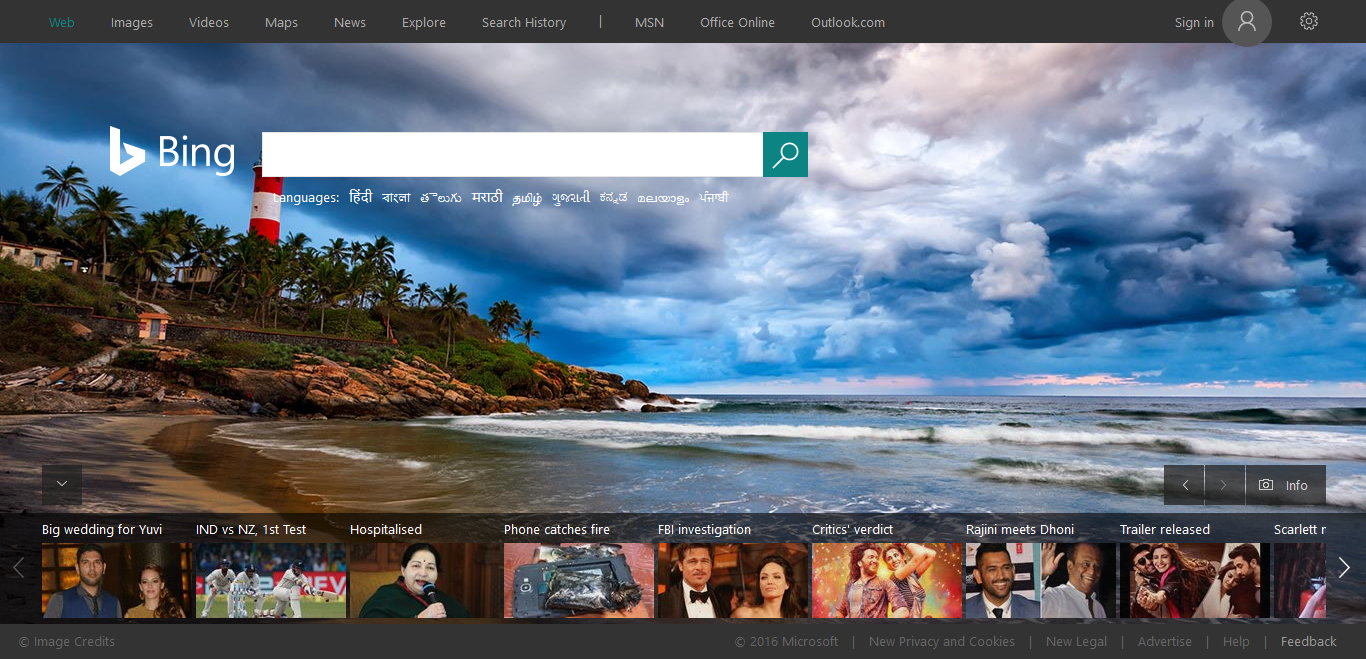 Web Images Videos Maps News Explore Search History | MSN Office Online Outlook.com Sign in
Bing
Languages: हिंदी বাংলা తెలుగు मराठी தமிழ் ગુજરાતી ಕನ್ನಡ മലയാളം ਪੰਜਾਬੀ
Info
Big wedding for Yuvi IND vs NZ, 1st Test Hospitalised Phone catches fire FBI investigation Critics' verdict Rajini meets Dhoni Trailer released Scarlett
© Image Credits © 2016 Microsoft | New Privacy and Cookies | New Legal | Advertise | Help | Feedback